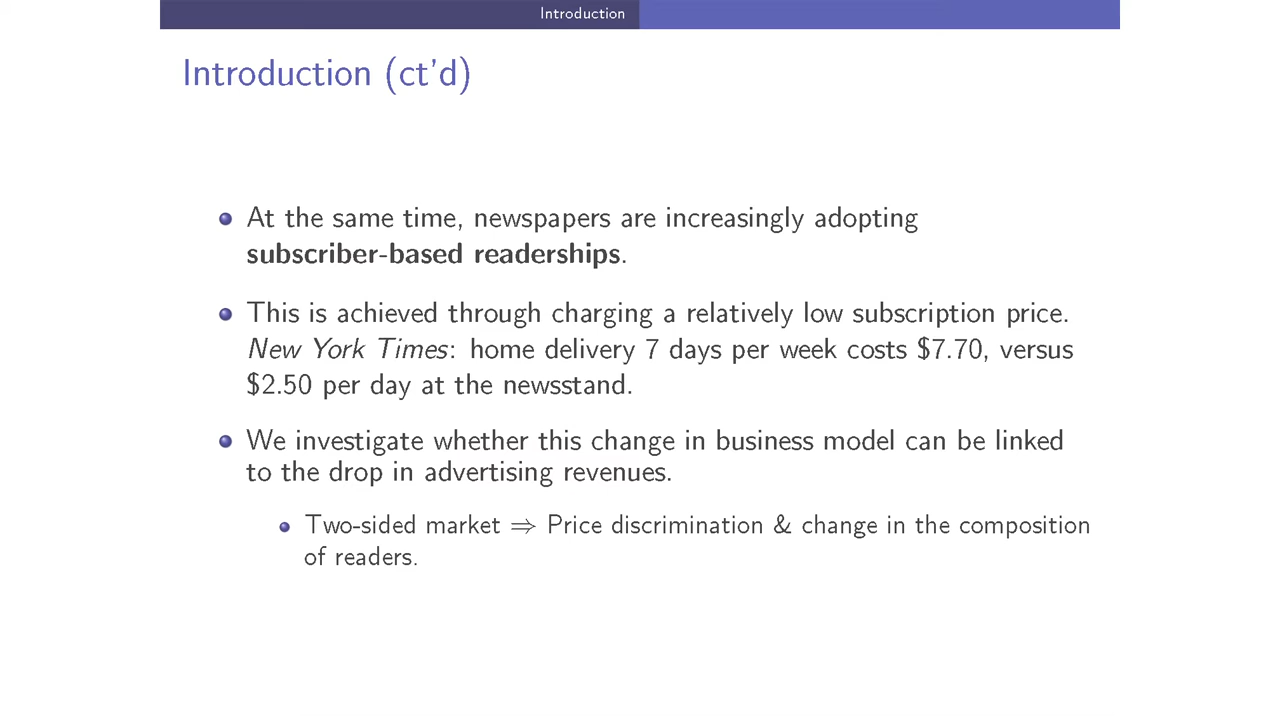 Introduction
Introduction (ct'd)
At the same time, newspapers are increasingly adopting
subscriber-based readerships.
This is achieved through charging a relatively low subscription price.
New York Times: home delivery 7 days per week costs $7.70, versus
$2.50 per day at the newsstand.
We investigate whether this change in business model can be linked
to the drop in advertising revenues.
Two-sided market ⇒ Price discrimination & change in the composition
of readers.